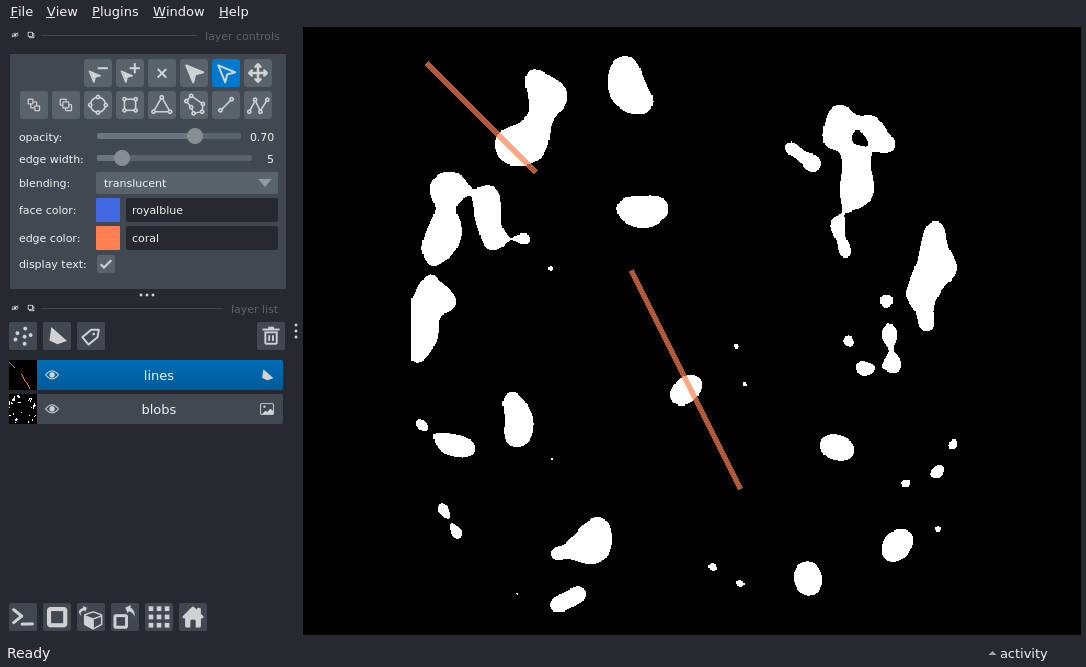 File View Plugins Window Help
layer controls
opacity: 0.70
edge width: 5
blending: translucent
face color: royalblue
edge color: coral
display text:
layer list
lines
blobs
Ready
activity